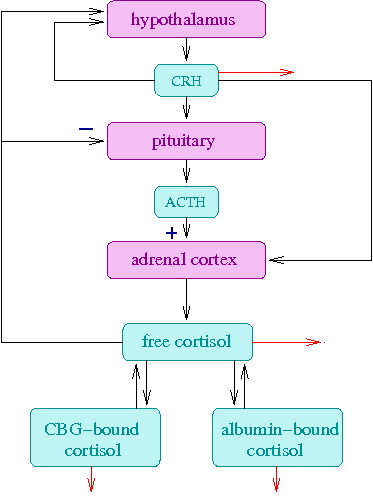 hypothalamus
CRH
−
pituitary
ACTH
+
adrenal cortex
free cortisol
CBG−bound
cortisol
albumin−bound
cortisol